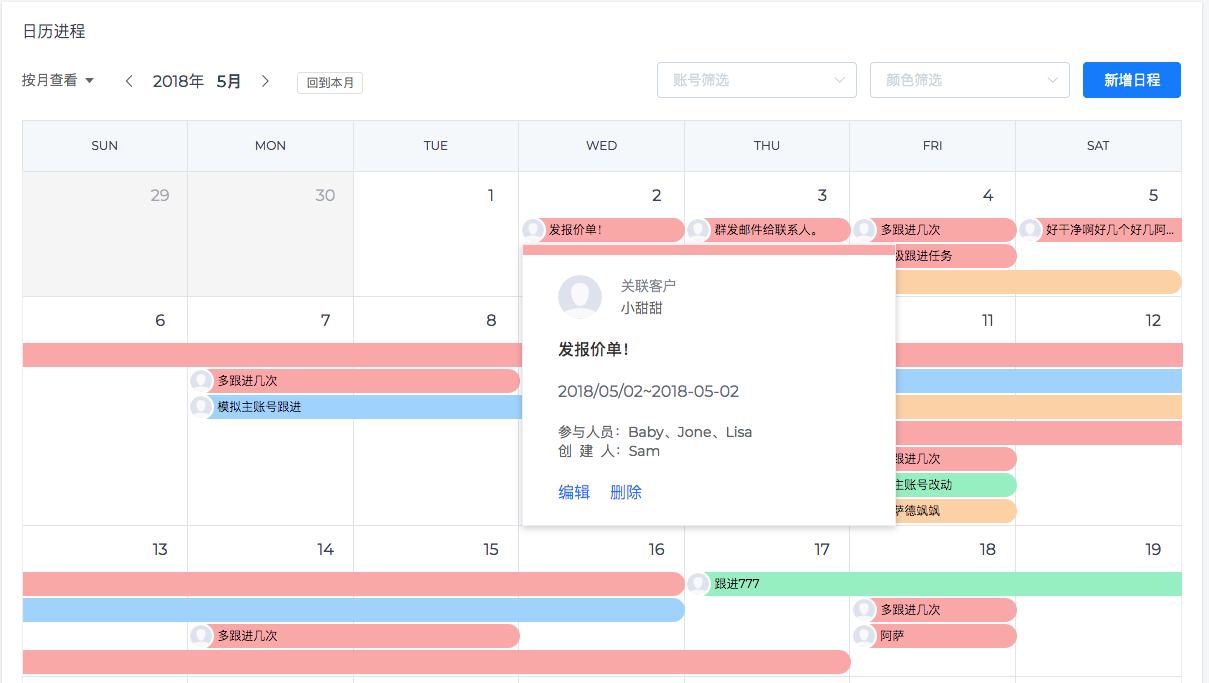 日历进程
按月查看 2018年 5月 回到本月 账号筛选 颜色筛选 新增日程
SUN MON TUE WED THU FRI SAT
29 30 1 2 3 4 5
发报价单! 群发邮件给联系人。 多跟进几次 好干净啊好几个好几阿...
级跟进任务
关联客户
小甜甜
发报价单!
2018/05/02~2018-05-02
参与人员：Baby、Jone、Lisa
创 建 人：Sam
编辑 删除
6 7 8 11 12
多跟进几次
模拟主账号跟进
跟进几次
主账号改动
萨德飒飒
13 14 15 16 17 18 19
跟进777
多跟进几次
多跟进几次 阿萨